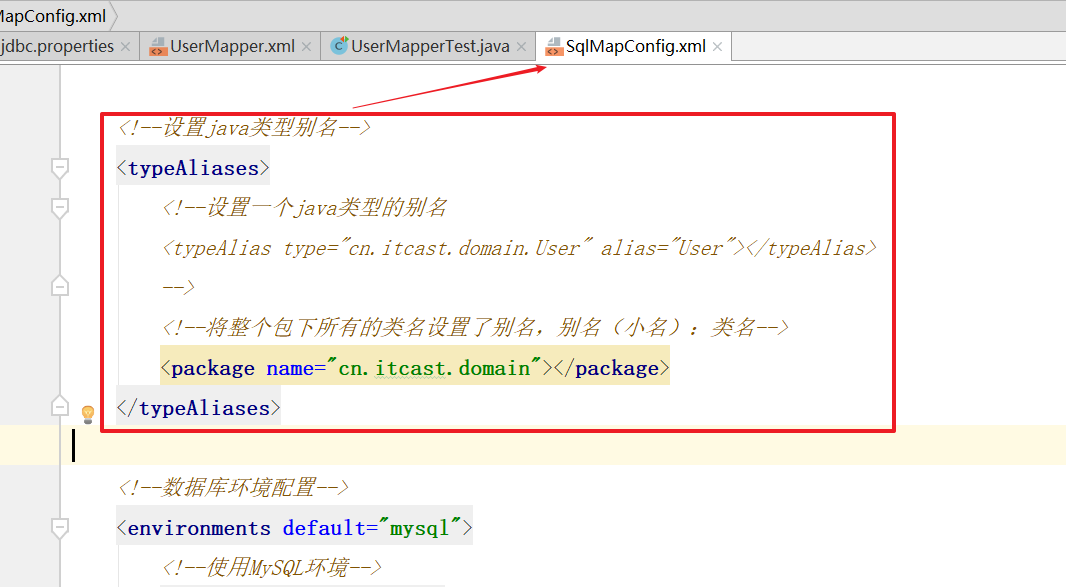 MapConfig.xml
jdbc.properties × UserMapper.xml × UserMapperTest.java × SqlMapConfig.xml ×
<!--设置java类型别名-->
<typeAliases>
<!--设置一个java类型的别名
<typeAlias type="cn.itcast.domain.User" alias="User"></typeAlias>
-->
<!--将整个包下所有的类名设置了别名，别名（小名）：类名-->
<package name="cn.itcast.domain"></package>
</typeAliases>
<!--数据库环境配置-->
<environments default="mysql">
<!--使用MySQL环境-->